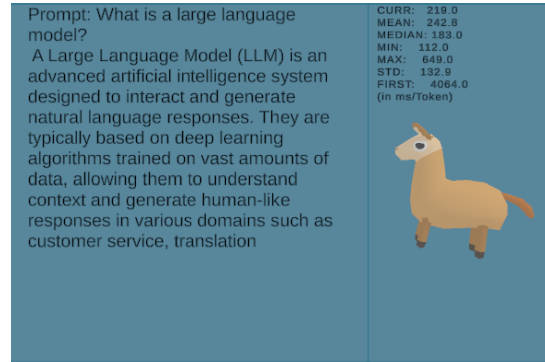 Prompt: What is a large language
model?
A Large Language Model (LLM) is an
advanced artificial intelligence system
designed to interact and generate
natural language responses. They are
typically based on deep learning
algorithms trained on vast amounts of
data, allowing them to understand
context and generate human-like
responses in various domains such as
customer service, translation
CURR: 219.0
MEAN: 242.8
MEDIAN: 183.0
MIN: 112.0
MAX: 649.0
STD: 132.9
FIRST: 4064.0
(in ms/Token)